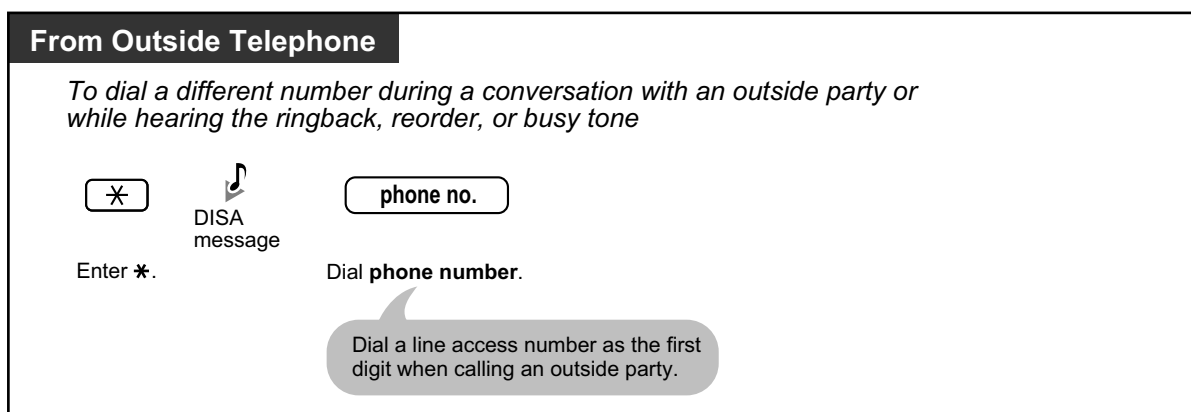 From Outside Telephone
To dial a different number during a conversation with an outside party or
while hearing the ringback, reorder, or busy tone
phone no.
DISA
message
Enter *.
Dial phone number.
Dial a line access number as the first
digit when calling an outside party.